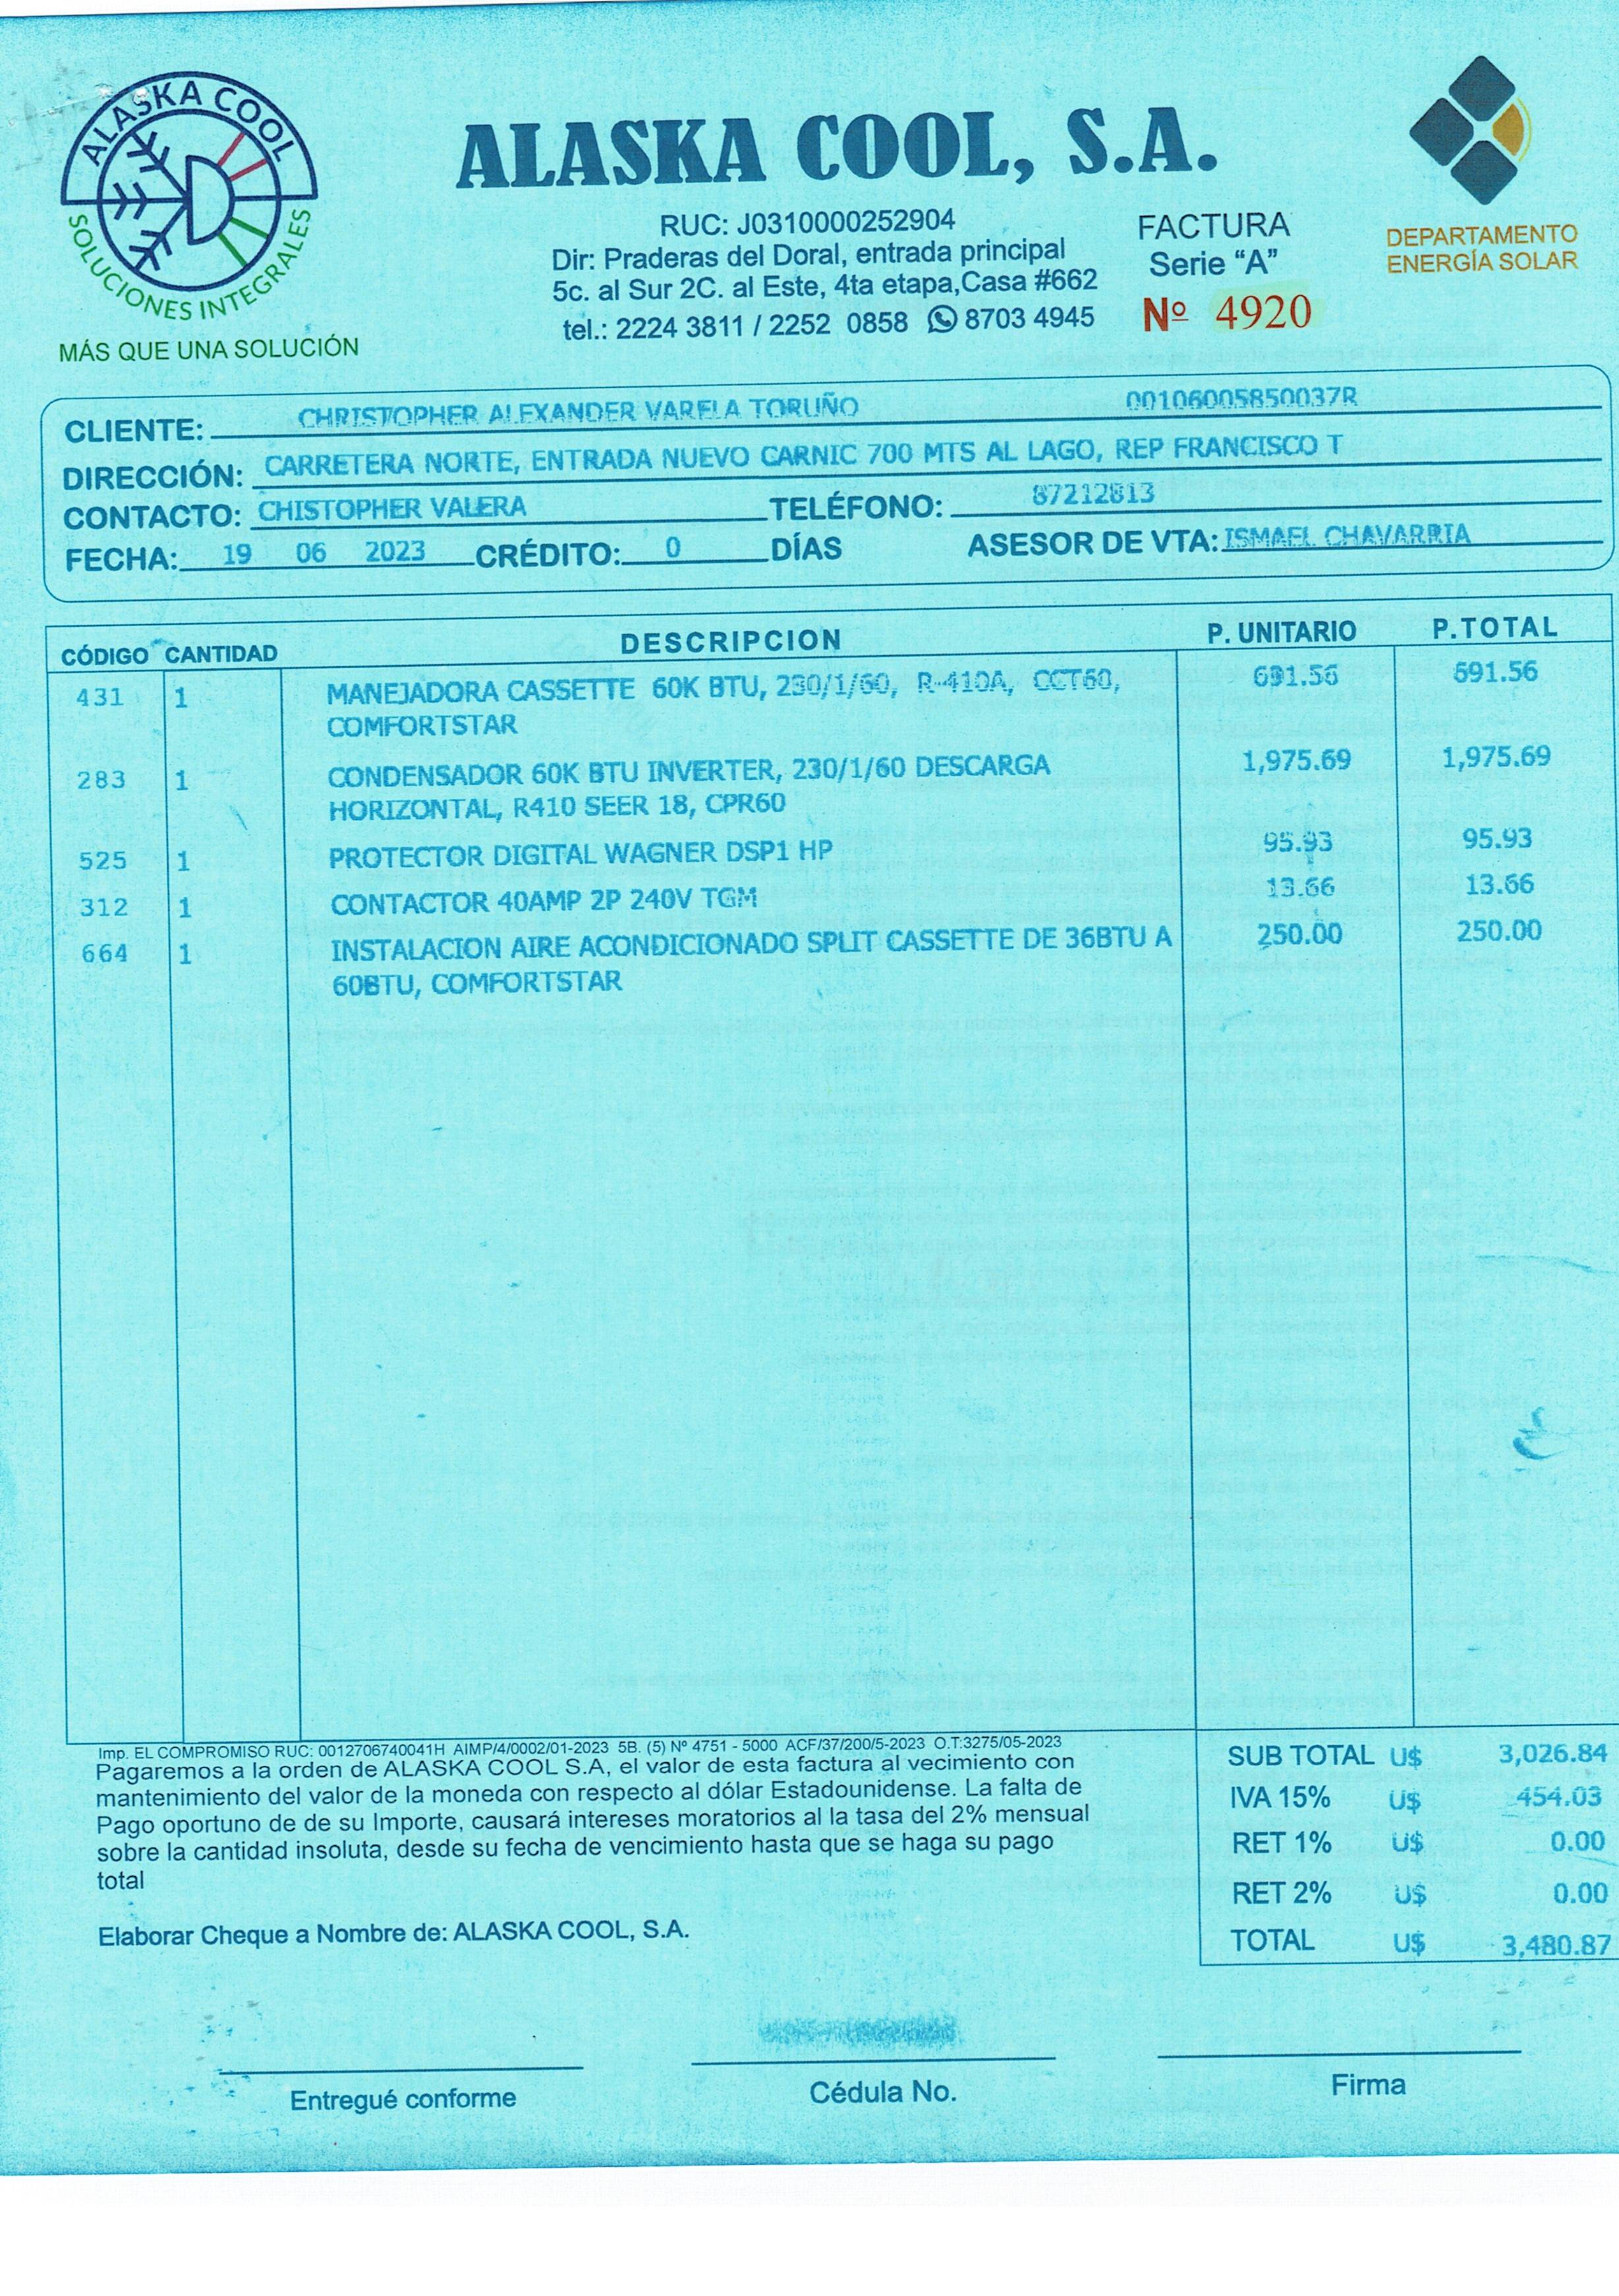 ALASKA COOL
SOLUCIONES INTEGRALES
MÁS QUE UNA SOLUCIÓN
ALASKA COOL, S.A.
RUC: J0310000252904
Dir: Praderas del Doral, entrada principal
5c. al Sur 2C. al Este, 4ta etapa,Casa #662
tel.: 2224 3811 / 2252 0858 8703 4945
FACTURA
Serie “A”
Nº 4920
DEPARTAMENTO
ENERGÍA SOLAR
CLIENTE: CHRISTOPHER ALEXANDER VARELA TORUÑO 00106005850037R
DIRECCIÓN: CARRETERA NORTE, ENTRADA NUEVO CARNIC 700 MTS AL LAGO, REP FRANCISCO T
CONTACTO: CHISTOPHER VALERA TELÉFONO: 87212813
FECHA: 19 06 2023 CRÉDITO: 0 DÍAS ASESOR DE VTA: ISMAEL CHAVARRIA
CÓDIGO CANTIDAD DESCRIPCION P. UNITARIO P.TOTAL
431 1 MANEJADORA CASSETTE 60K BTU, 230/1/60, R-410A, CCT60, 691.56 691.56
COMFORTSTAR
283 1 CONDENSADOR 60K BTU INVERTER, 230/1/60 DESCARGA 1,975.69 1,975.69
HORIZONTAL, R410 SEER 18, CPR60
525 1 PROTECTOR DIGITAL WAGNER DSP1 HP 95.93 95.93
312 1 CONTACTOR 40AMP 2P 240V TGM 13.66 13.66
664 1 INSTALACION AIRE ACONDICIONADO SPLIT CASSETTE DE 36BTU A 250.00 250.00
60BTU, COMFORTSTAR
Imp. EL COMPROMISO RUC: 0012706740041H AIMP/4/0002/01-2023 5B. (5) Nº 4751 - 5000 ACF/37/200/5-2023 O.T:3275/05-2023
Pagaremos a la orden de ALASKA COOL S.A, el valor de esta factura al vecimiento con
mantenimiento del valor de la moneda con respecto al dólar Estadounidense. La falta de
Pago oportuno de de su Importe, causará intereses moratorios al la tasa del 2% mensual
sobre la cantidad insoluta, desde su fecha de vencimiento hasta que se haga su pago
total
Elaborar Cheque a Nombre de: ALASKA COOL, S.A.
SUB TOTAL U$ 3,026.84
IVA 15% U$ 454.03
RET 1% U$ 0.00
RET 2% U$ 0.00
TOTAL U$ 3,480.87
Entregué conforme
Cédula No.
Firma